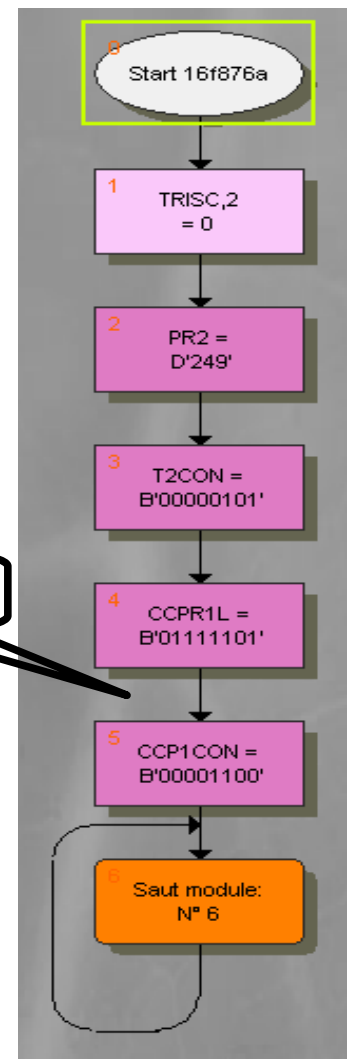 0
Start 16f876a
1
TRISC,2
= 0
2
PR2 =
D'249'
3
T2CON =
B'00000101'
4
CCPR1L =
B'01111101'
5
CCP1CON =
B'00001100'
6
Saut module:
N° 6